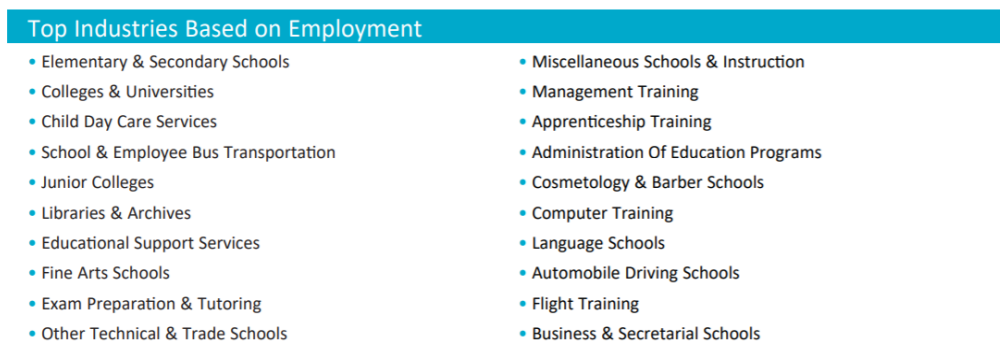 Top Industries Based on Employment
• Elementary & Secondary Schools
• Colleges & Universities
• Child Day Care Services
• School & Employee Bus Transportation
• Junior Colleges
• Libraries & Archives
• Educational Support Services
• Fine Arts Schools
• Exam Preparation & Tutoring
• Other Technical & Trade Schools
• Miscellaneous Schools & Instruction
• Management Training
• Apprenticeship Training
• Administration Of Education Programs
• Cosmetology & Barber Schools
• Computer Training
• Language Schools
• Automobile Driving Schools
• Flight Training
• Business & Secretarial Schools